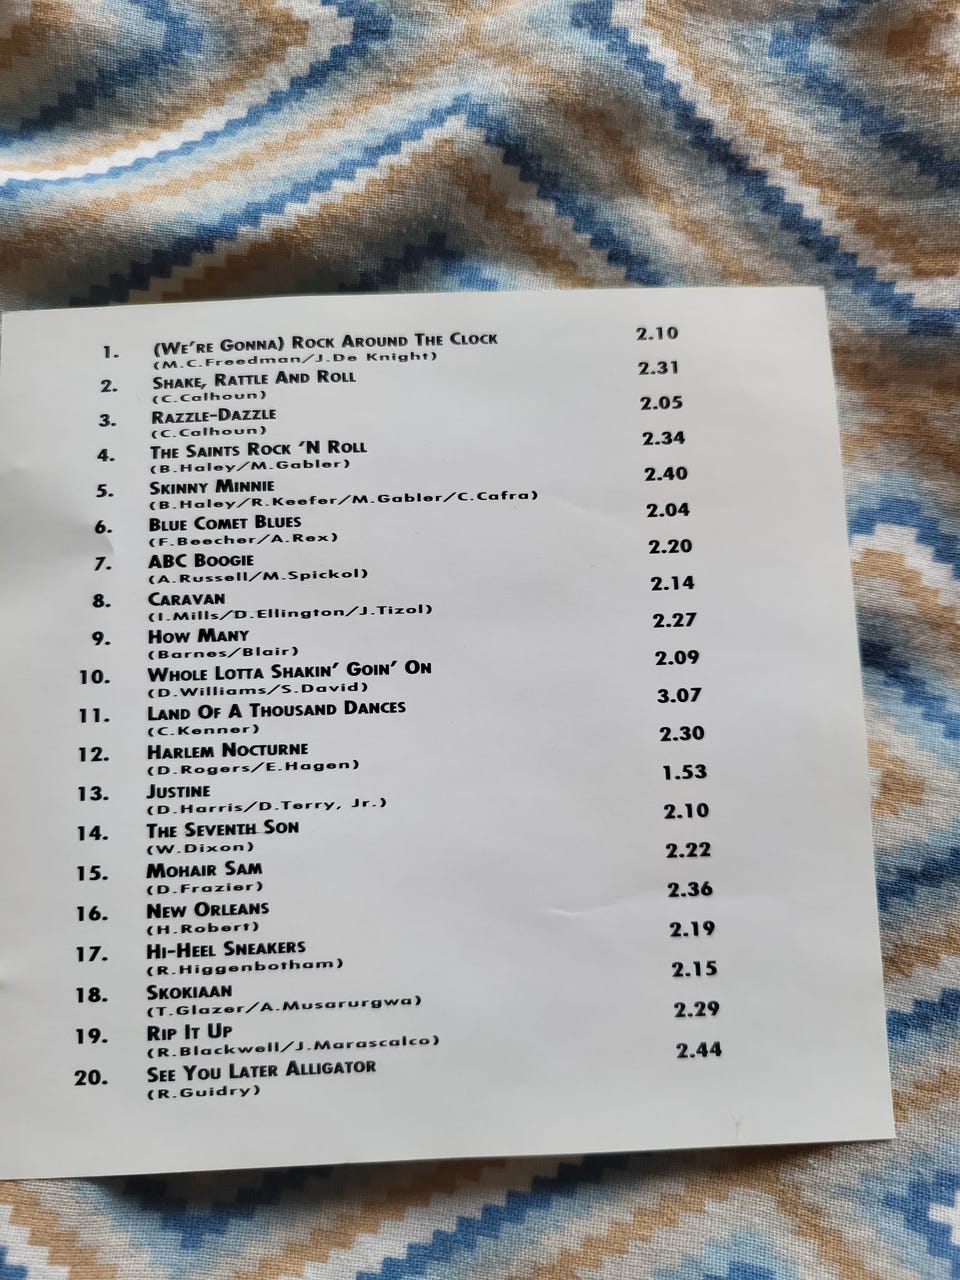 1. (We're Gonna) Rock Around The Clock 2.10
(M.C.Freedman/J.De Knight)
2. Shake, Rattle And Roll 2.31
(C.Calhoun)
3. Razzle-Dazzle 2.05
(C.Calhoun)
4. The Saints Rock 'N Roll 2.34
(B.Haley/M.Gabler)
5. Skinny Minnie 2.40
(B.Haley/R.Keefer/M.Gabler/C.Cafra)
6. Blue Comet Blues 2.04
(F.Beecher/A.Rex)
7. ABC Boogie 2.20
(A.Russell/M.Spickol)
8. Caravan 2.14
(I.Mills/D.Ellington/J.Tizol)
9. How Many 2.27
(Barnes/Blair)
10. Whole Lotta Shakin' Goin' On 2.09
(D.Williams/S.David)
11. Land Of A Thousand Dances 3.07
(C.Kenner)
12. Harlem Nocturne 2.30
(D.Rogers/E.Hagen)
13. Justine 1.53
(D.Harris/D.Terry, Jr.)
14. The Seventh Son 2.10
(W.Dixon)
15. Mohair Sam 2.22
(D.Frazier)
16. New Orleans 2.36
(H.Robert)
17. Hi-Heel Sneakers 2.19
(R.Higgenbotham)
18. Skokiaan 2.15
(T.Glazer/A.Musarurgwa)
19. Rip It Up 2.29
(R.Blackwell/J.Marascalco)
20. See You Later Alligator 2.44
(R.Guidry)